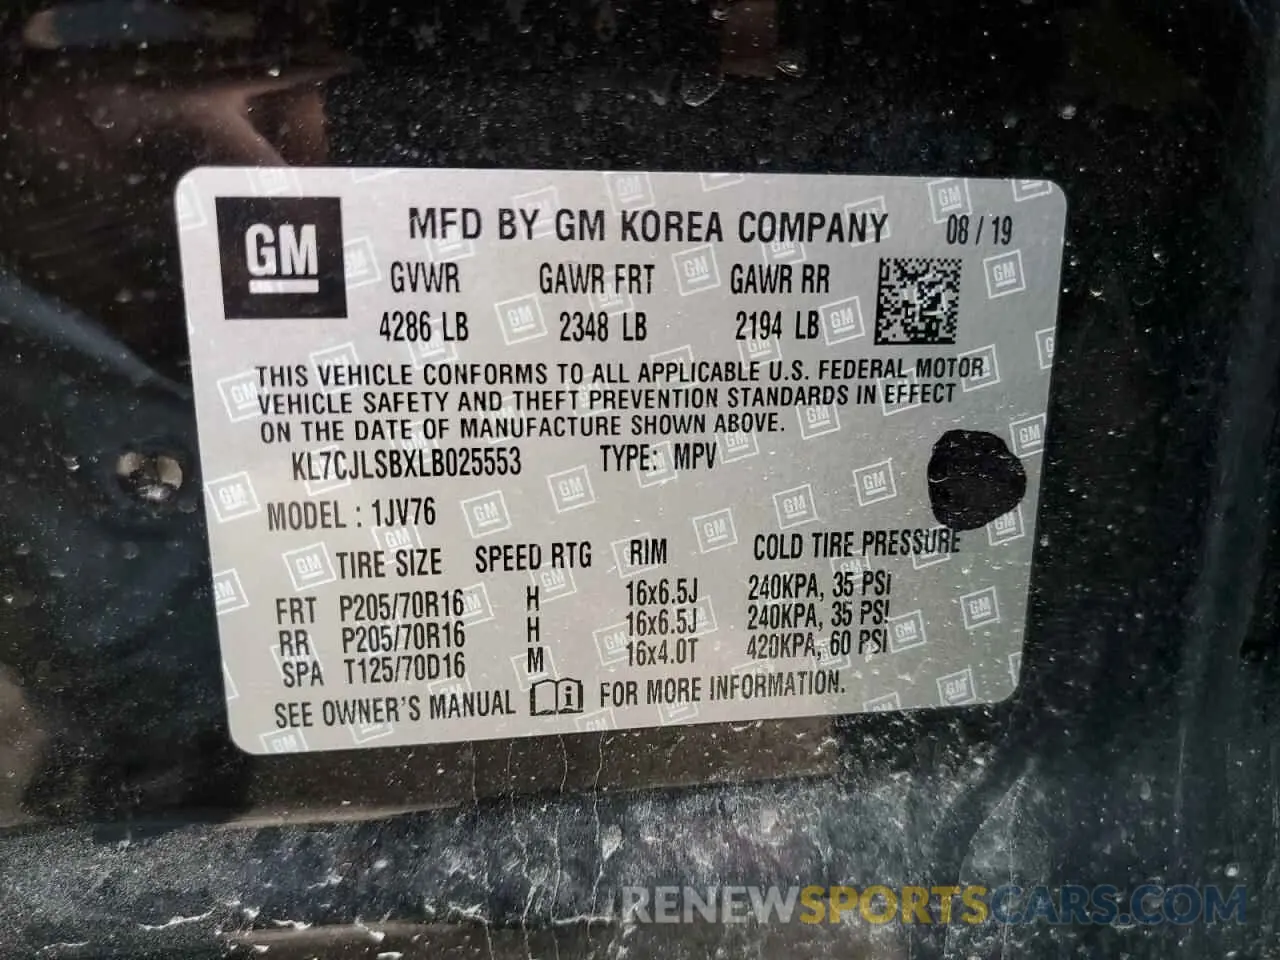 GM
MFD BY GM KOREA COMPANY 08 / 19
GVWR GAWR FRT GAWR RR
4286 LB 2348 LB 2194 LB
THIS VEHICLE CONFORMS TO ALL APPLICABLE U.S. FEDERAL MOTOR
VEHICLE SAFETY AND THEFT PREVENTION STANDARDS IN EFFECT
ON THE DATE OF MANUFACTURE SHOWN ABOVE.
KL7CJLSBXLB025553 TYPE: MPV
MODEL : 1JV76
TIRE SIZE SPEED RTG RIM COLD TIRE PRESSURE
FRT P205/70R16 H 16x6.5J 240KPA, 35 PSI
RR P205/70R16 H 16x6.5J 240KPA, 35 PSI
SPA T125/70D16 M 16x4.0T 420KPA, 60 PSI
SEE OWNER'S MANUAL FOR MORE INFORMATION.
RENEWSPORTSCARS.COM